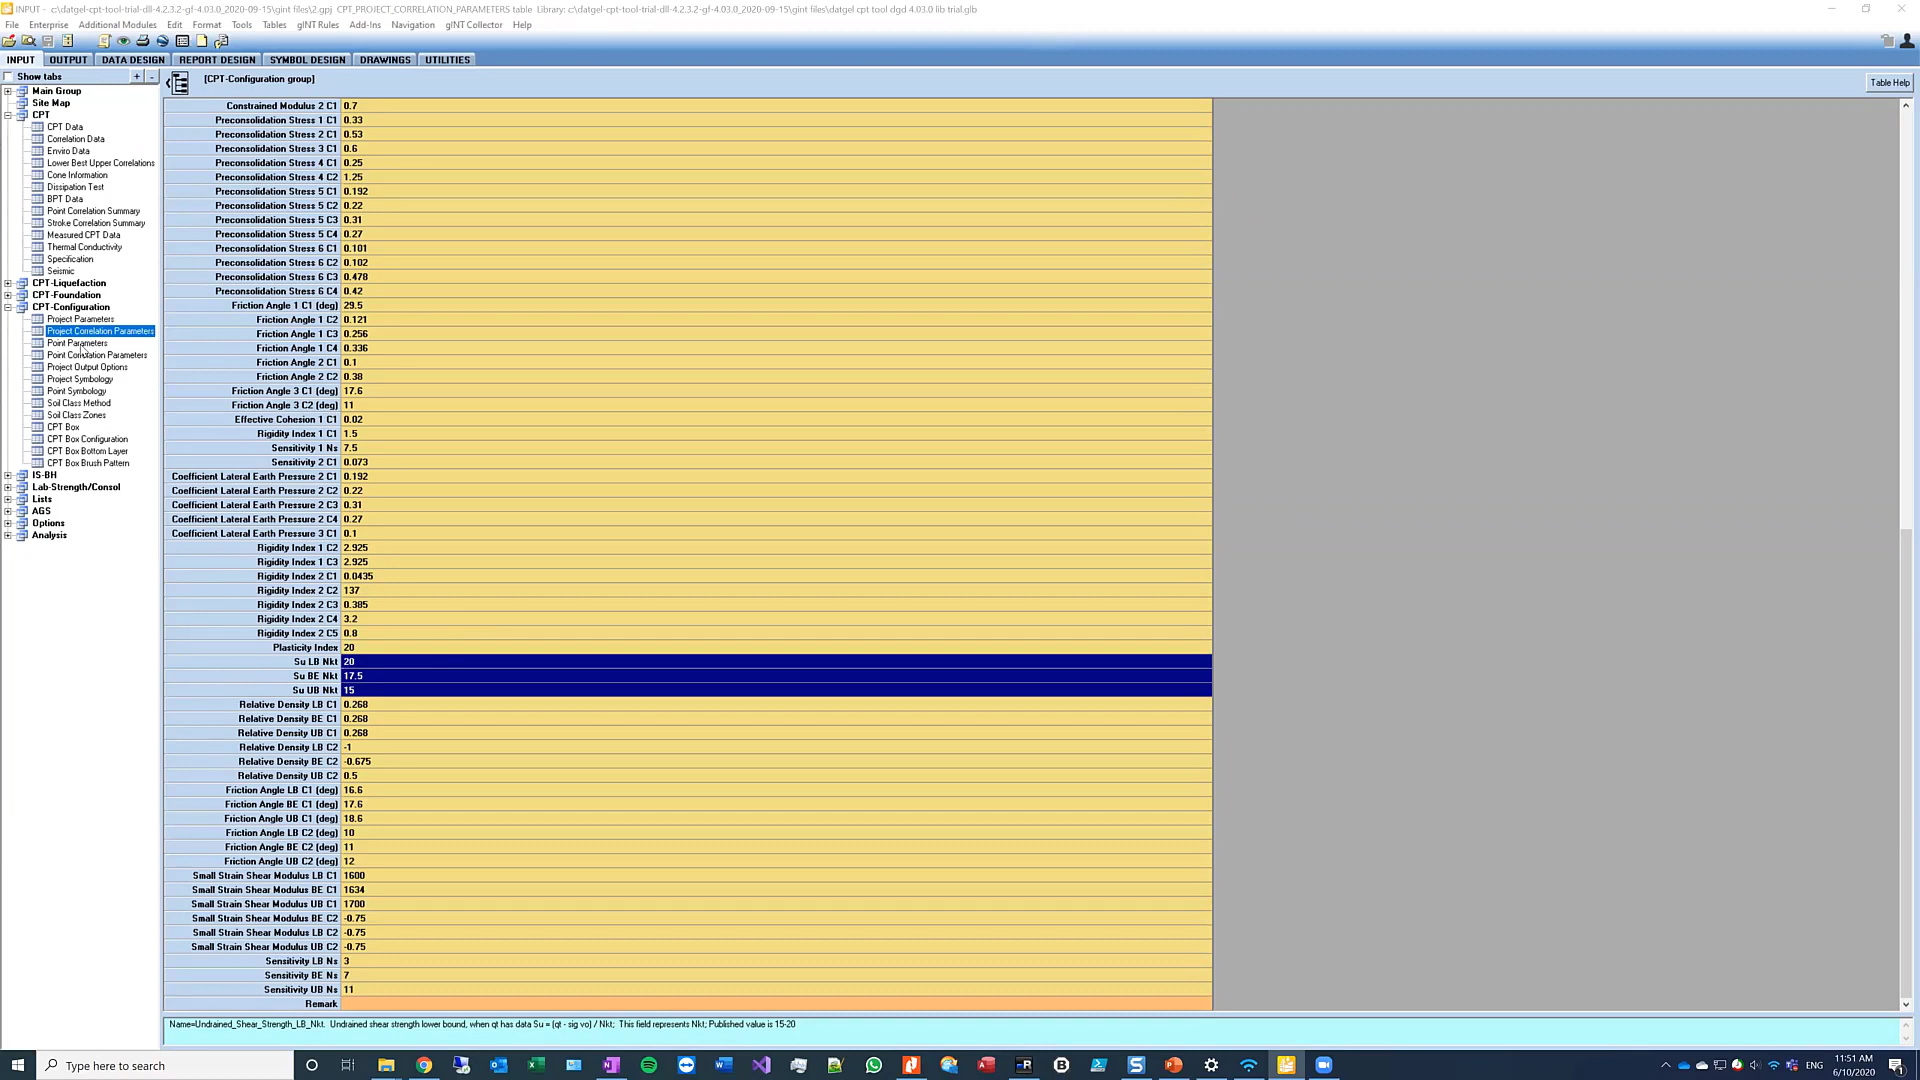 INPUT - c:\datgel-cpt-tool-trial-dll-4.2.3.2-gf-4.03.0_2020-09-15\gint files\2.gpj CPT_PROJECT_CORRELATION_PARAMETERS table Library: c:\datgel-cpt-tool-trial-dll-4.2.3.2-gf-4.03.0_2020-09-15\gint files\datgel cpt tool dgd 4.03.0 lib trial.glb
File Enterprise Additional Modules Edit Format Tools Tables gINT Rules Add-Ins Navigation gINT Collector Help
INPUT OUTPUT DATA DESIGN REPORT DESIGN SYMBOL DESIGN DRAWINGS UTILITIES
Show tabs + -
[CPT-Configuration group]
Table Help
Main Group
Site Map
CPT
CPT Data
Correlation Data
Enviro Data
Lower Best Upper Correlations
Cone Information
Dissipation Test
BPT Data
Point Correlation Summary
Stroke Correlation Summary
Measured CPT Data
Thermal Conductivity
Specification
Seismic
CPT-Liquefaction
CPT-Foundation
CPT-Configuration
Project Parameters
Project Correlation Parameters
Point Parameters
Point Correlation Parameters
Project Output Options
Project Symbology
Point Symbology
Soil Class Method
Soil Class Zones
CPT Box
CPT Box Configuration
CPT Box Bottom Layer
CPT Box Brush Pattern
IS-BH
Lab-Strength/Consol
Lists
AGS
Options
Analysis
Constrained Modulus 2 C1 0.7
Preconsolidation Stress 1 C1 0.33
Preconsolidation Stress 2 C1 0.53
Preconsolidation Stress 3 C1 0.6
Preconsolidation Stress 4 C1 0.25
Preconsolidation Stress 4 C2 1.25
Preconsolidation Stress 5 C1 0.192
Preconsolidation Stress 5 C2 0.22
Preconsolidation Stress 5 C3 0.31
Preconsolidation Stress 5 C4 0.27
Preconsolidation Stress 6 C1 0.101
Preconsolidation Stress 6 C2 0.102
Preconsolidation Stress 6 C3 0.478
Preconsolidation Stress 6 C4 0.42
Friction Angle 1 C1 (deg) 29.5
Friction Angle 1 C2 0.121
Friction Angle 1 C3 0.256
Friction Angle 1 C4 0.336
Friction Angle 2 C1 0.1
Friction Angle 2 C2 0.38
Friction Angle 3 C1 (deg) 17.6
Friction Angle 3 C2 (deg) 11
Effective Cohesion 1 C1 0.02
Rigidity Index 1 C1 1.5
Sensitivity 1 Ns 7.5
Sensitivity 2 C1 0.073
Coefficient Lateral Earth Pressure 2 C1 0.192
Coefficient Lateral Earth Pressure 2 C2 0.22
Coefficient Lateral Earth Pressure 2 C3 0.31
Coefficient Lateral Earth Pressure 2 C4 0.27
Coefficient Lateral Earth Pressure 3 C1 0.1
Rigidity Index 1 C2 2.925
Rigidity Index 1 C3 2.925
Rigidity Index 2 C1 0.0435
Rigidity Index 2 C2 137
Rigidity Index 2 C3 0.385
Rigidity Index 2 C4 3.2
Rigidity Index 2 C5 0.8
Plasticity Index 20
Su LB Nkt 20
Su BE Nkt 17.5
Su UB Nkt 15
Relative Density LB C1 0.268
Relative Density BE C1 0.268
Relative Density UB C1 0.268
Relative Density LB C2 -1
Relative Density BE C2 -0.675
Relative Density UB C2 0.5
Friction Angle LB C1 (deg) 16.6
Friction Angle BE C1 (deg) 17.6
Friction Angle UB C1 (deg) 18.6
Friction Angle LB C2 (deg) 10
Friction Angle BE C2 (deg) 11
Friction Angle UB C2 (deg) 12
Small Strain Shear Modulus LB C1 1600
Small Strain Shear Modulus BE C1 1634
Small Strain Shear Modulus UB C1 1700
Small Strain Shear Modulus BE C2 -0.75
Small Strain Shear Modulus LB C2 -0.75
Small Strain Shear Modulus UB C2 -0.75
Sensitivity LB Ns 3
Sensitivity BE Ns 7
Sensitivity UB Ns 11
Remark
Name=Undrained_Shear_Strength_LB_Nkt. Undrained shear strength lower bound, when qt has data Su = (qt - sig vo) / Nkt; This field represents Nkt; Published value is 15-20
Type here to search
ENG
11:51 AM
6/10/2020